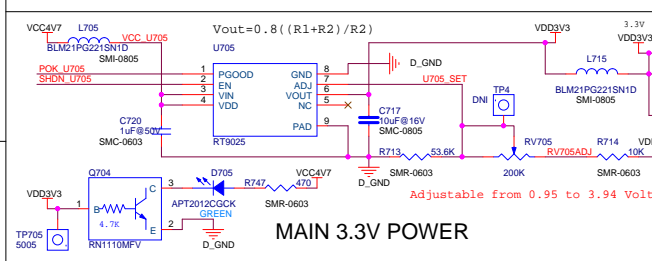 VCC4V7
L705
VCC_U705
BLM21PG221SN1D
SMI-0805
Vout=0.8((R1+R2)/R2)
U705
POK_U705
SHDN_U705
1 PGOOD
2 EN
3 VIN
4 VDD
GND 8
ADJ 7
VOUT 6
NC 5
PAD 9
RT9025
C720
1uF@50V
SMC-0603
D_GND
U705_SET
C717
10uF@16V
SMC-0805
D_GND
R713 53.6K
SMR-0603
DNI
TP4
VDD3V3
3.3V
VDD3V3
L715
BLM21PG221SN1D
SMI-0805
RV705
200K
RV705ADJ
R714 10K
SMR-0603
Adjustable from 0.95 to 3.94 Volt
Q704
VDD3V3
1
B
4.7K
C
E
3
2
RN1110MFV
TP705
5005
D705
APT2012CGCK
GREEN
R747 470
VCC4V7
SMR-0603
D_GND
MAIN 3.3V POWER